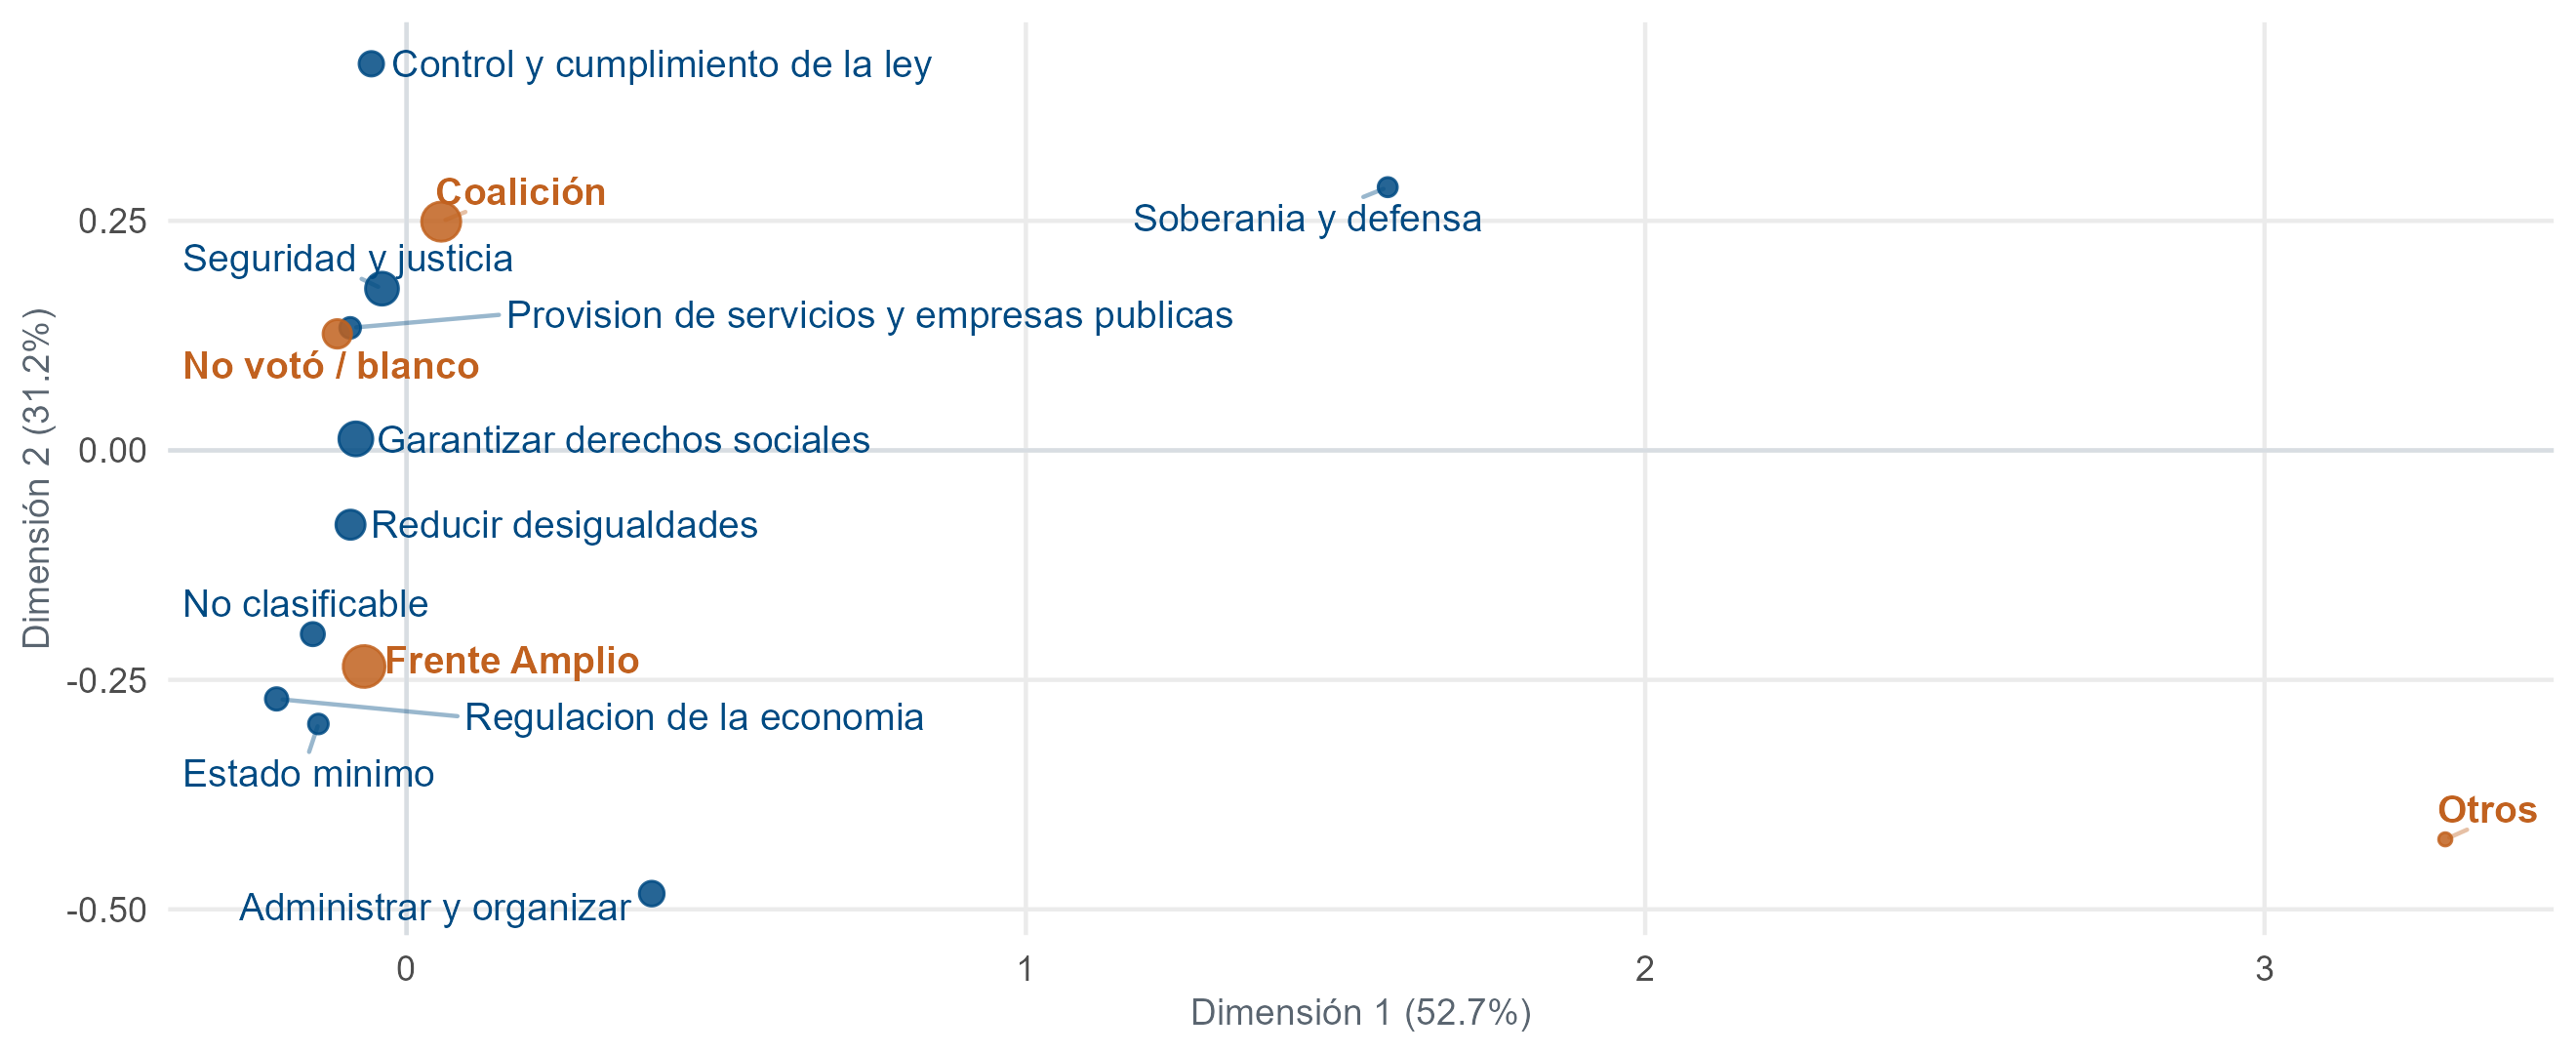 Control y cumplimiento de la ley
Coalición
Soberania y defensa
0.25
Seguridad y justicia
Provision de servicios y empresas publicas
No votó / blanco
Garantizar derechos sociales
0.00
Reducir desigualdades
No clasificable
Frente Amplio
-0.25
Regulacion de la economia
Estado minimo
Otros
Administrar y organizar
-0.50
0
1
2
3
Dimensión 1 (52.7%)
Dimensión 2 (31.2%)